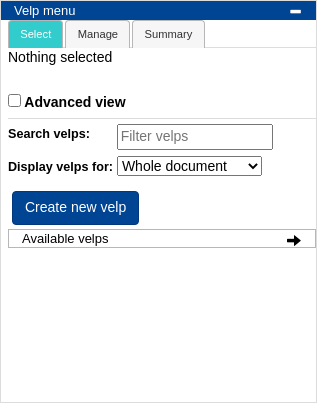 Velp menu
Select Manage Summary
Nothing selected
Advanced view
Search velps: Filter velps
Display velps for: Whole document
Create new velp
Available velps